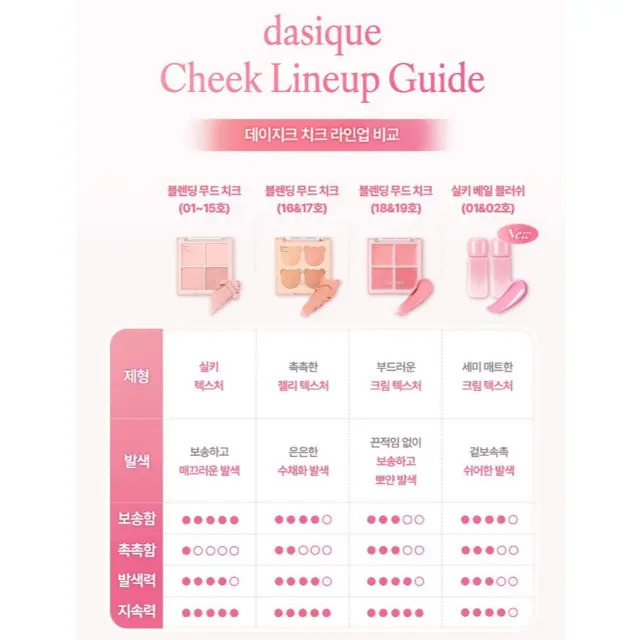 dasique
Cheek Lineup Guide
데이지크 치크 라인업 비교
블렌딩 무드 치크
(01~15호)
블렌딩 무드 치크
(16&17호)
블렌딩 무드 치크
(18&19호)
실키 베일 블러쉬
(01&02호)
New
제형
실키
텍스처
촉촉한
젤리 텍스처
부드러운
크림 텍스처
세미 매트한
크림 텍스처
발색
보송하고
매끄러운 발색
은은한
수채화 발색
끈적임 없이
보송하고
뽀얀 발색
겉보속촉
쉬어한 발색
보송함 ●●●●● ●●●●○ ●●●○○ ●●●●○
촉촉함 ●○○○○ ●●○○○ ●●●○○ ●●●○○
발색력 ●●●●○ ●●●○○ ●●●●○ ●●●○○
지속력 ●●●●● ●●●●● ●●●●● ●●●●○